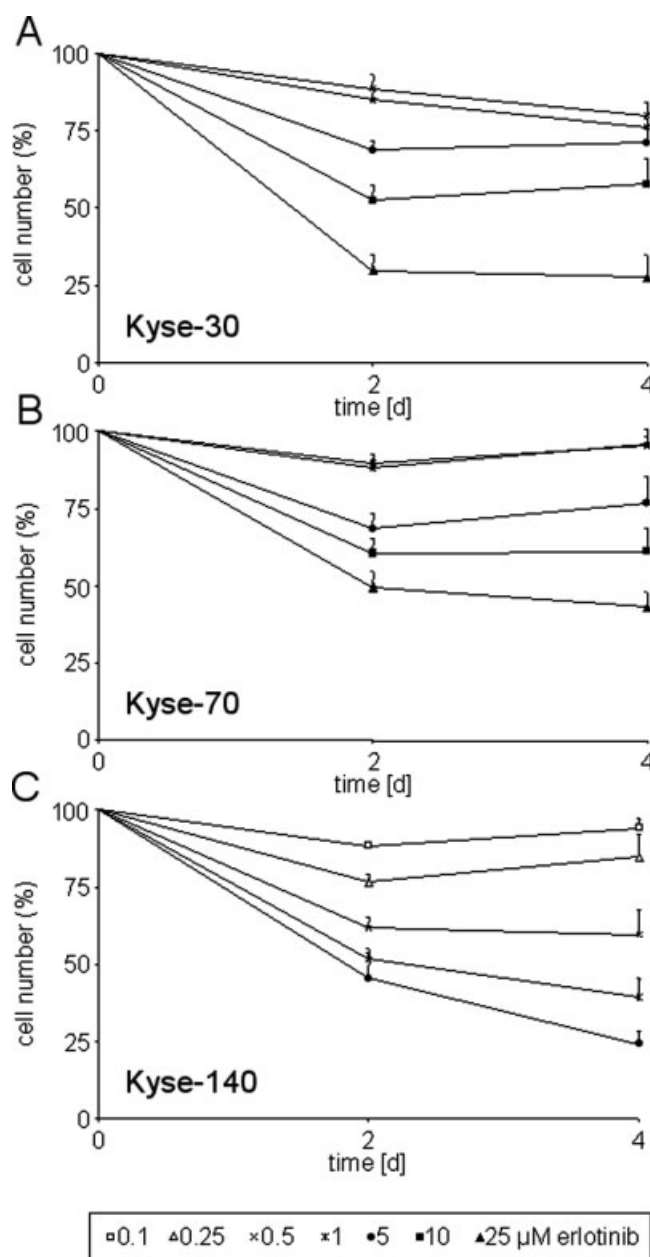 A
100
75
50
25
0
cell number (%)
Kyse-30
0 2 4
time [d]
B
100
75
50
25
0
cell number (%)
Kyse-70
0 2 4
time [d]
C
100
75
50
25
0
cell number (%)
Kyse-140
0 2 4
time [d]
0.1 0.25 0.5 1 5 10 25 µM erlotinib